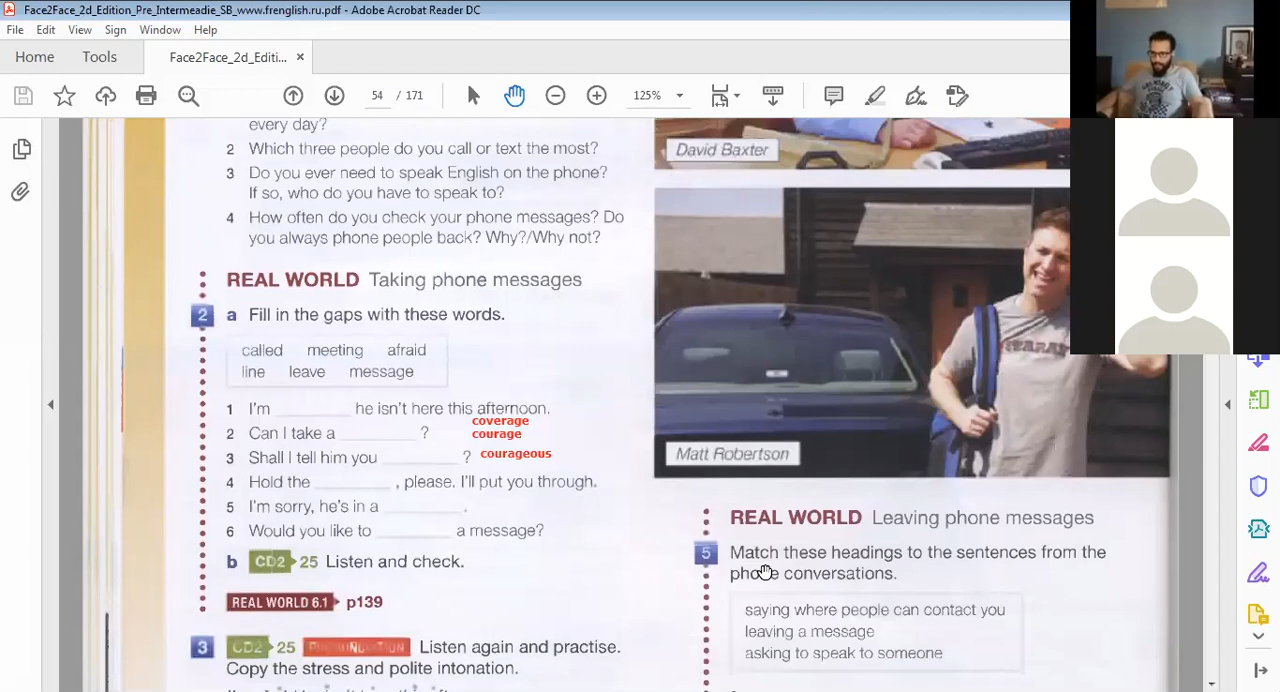 Face2Face_2d_Edition_Pre_Intermeadie_SB_www.frenglish.ru.pdf - Adobe Acrobat Reader DC
File Edit View Sign Window Help
Home Tools Face2Face_2d_Editi... ×
54 / 171 125%
every day?
2 Which three people do you call or text the most?
3 Do you ever need to speak English on the phone?
If so, who do you have to speak to?
4 How often do you check your phone messages? Do
you always phone people back? Why?/Why not?
REAL WORLD Taking phone messages
2 a Fill in the gaps with these words.
called meeting afraid
line leave message
1 I'm ________ he isn't here this afternoon.
coverage
2 Can I take a ________ ?
courage
3 Shall I tell him you ________ ?
courageous
4 Hold the ________ , please. I'll put you through.
5 I'm sorry, he's in a ________ .
6 Would you like to ________ a message?
b CD2 25 Listen and check.
REAL WORLD 6.1 p139
3 CD2 25 PRONUNCIATION Listen again and practise.
Copy the stress and polite intonation.
David Baxter
Matt Robertson
REAL WORLD Leaving phone messages
5 Match these headings to the sentences from the
phone conversations.
saying where people can contact you
leaving a message
asking to speak to someone